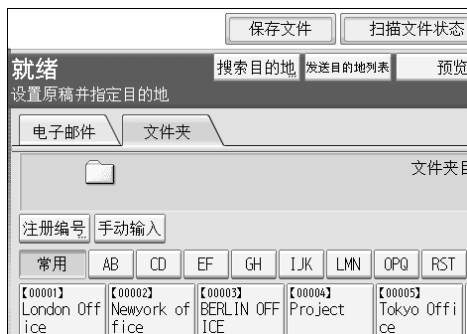 保存文件 扫描文件状态
就绪 搜索目的地 发送目的地列表 预览
设置原稿并指定目的地
电子邮件 文件夹
文件夹目
注册编号 手动输入
常用 AB CD EF GH IJK LMN OPQ RST
【00001】 【00002】 【00003】 【00004】 【00005】
London Off Newyork of BERLIN OFF Project Tokyo Offi
ice ffice ICE ce